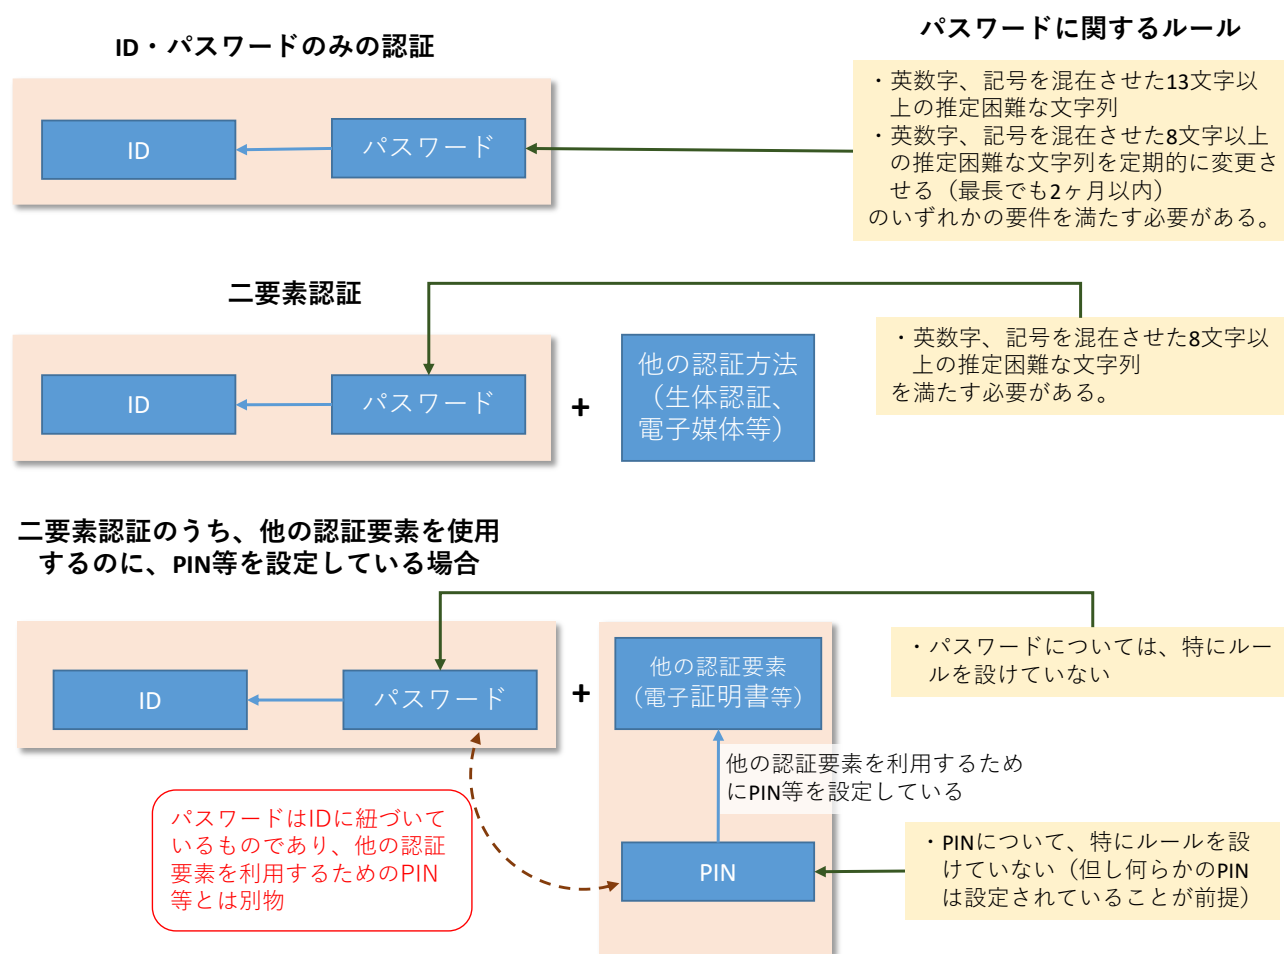 パスワードに関するルール
ID・パスワードのみの認証
ID
パスワード
・英数字、記号を混在させた13文字以
上の推定困難な文字列
・英数字、記号を混在させた8文字以上
の推定困難な文字列を定期的に変更さ
せる（最長でも2ヶ月以内）
のいずれかの要件を満たす必要がある。
二要素認証
ID
パスワード
+
他の認証方法
（生体認証、
電子媒体等）
・英数字、記号を混在させた8文字以
上の推定困難な文字列
を満たす必要がある。
二要素認証のうち、他の認証要素を使用
するのに、PIN等を設定している場合
ID
パスワード
+
他の認証要素
（電子証明書等）
・パスワードについては、特にルー
ルを設けていない
他の認証要素を利用するため
にPIN等を設定している
パスワードはIDに紐づいて
いるものであり、他の認証
要素を利用するためのPIN
等とは別物
PIN
・PINについて、特にルールを設
けていない（但し何らかのPIN
は設定されていることが前提）